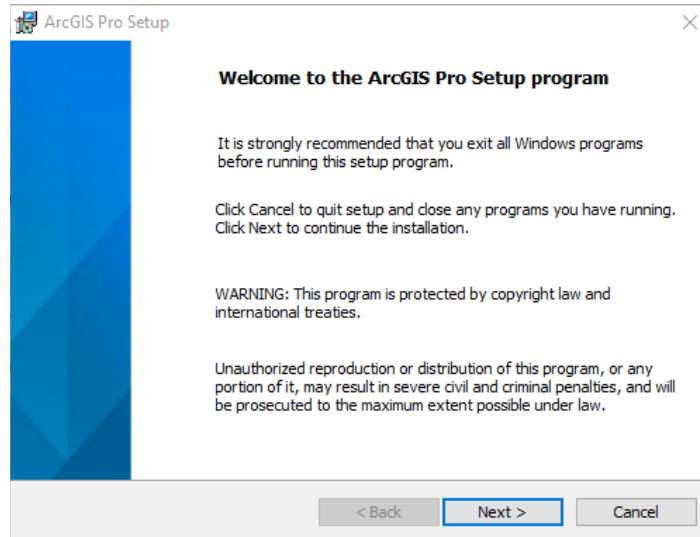 ArcGIS Pro Setup
Welcome to the ArcGIS Pro Setup program
It is strongly recommended that you exit all Windows programs
before running this setup program.
Click Cancel to quit setup and close any programs you have running.
Click Next to continue the installation.
WARNING: This program is protected by copyright law and
international treaties.
Unauthorized reproduction or distribution of this program, or any
portion of it, may result in severe civil and criminal penalties, and will
be prosecuted to the maximum extent possible under law.
< Back
Next >
Cancel